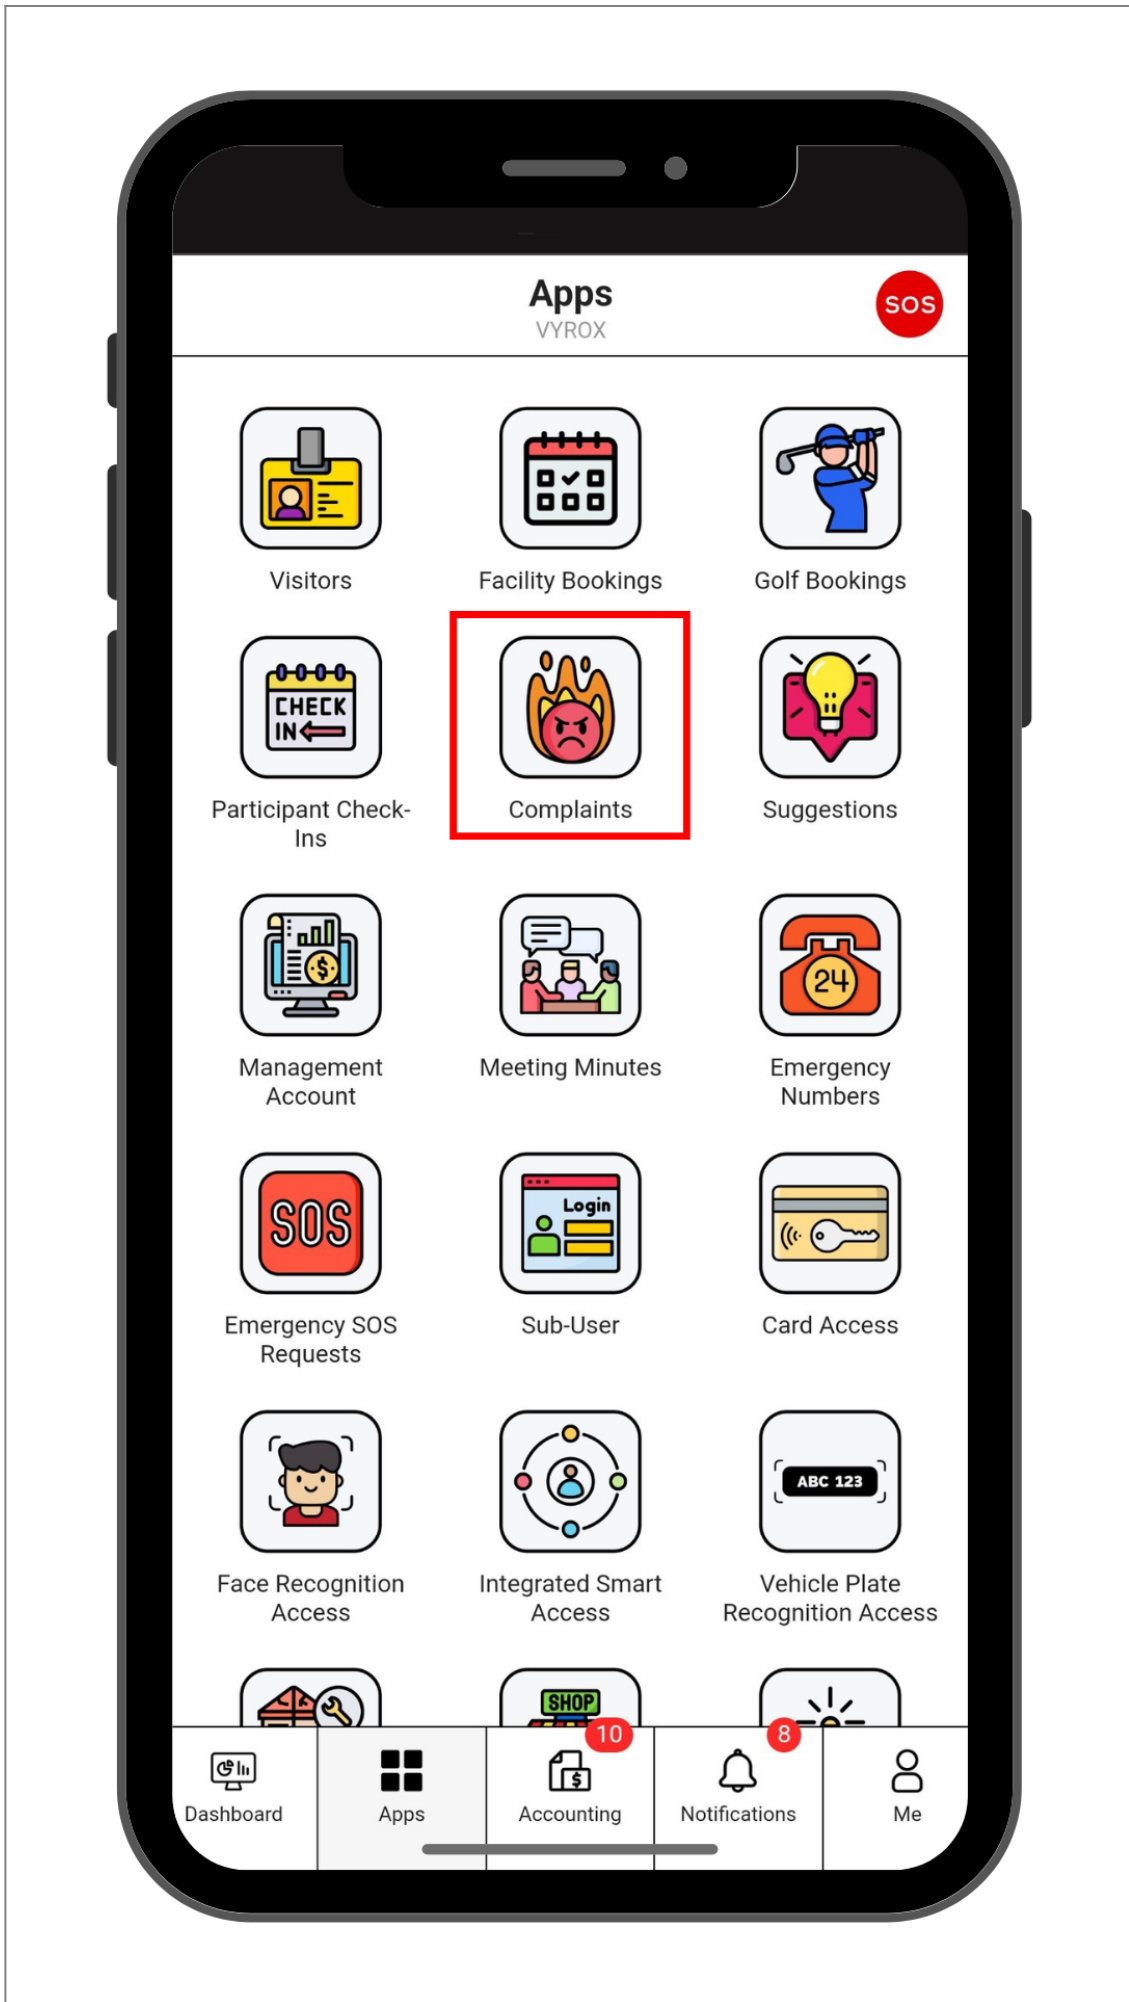 Apps
VYROX
SOS
Visitors
Facility Bookings
Golf Bookings
CHECK
IN
Participant Check-
Ins
Complaints
Suggestions
Management
Account
Meeting Minutes
24
Emergency
Numbers
SOS
Emergency SOS
Requests
Login
Sub-User
Card Access
Face Recognition
Access
Integrated Smart
Access
ABC 123
Vehicle Plate
Recognition Access
SHOP
Dashboard
Apps
10
Accounting
8
Notifications
Me